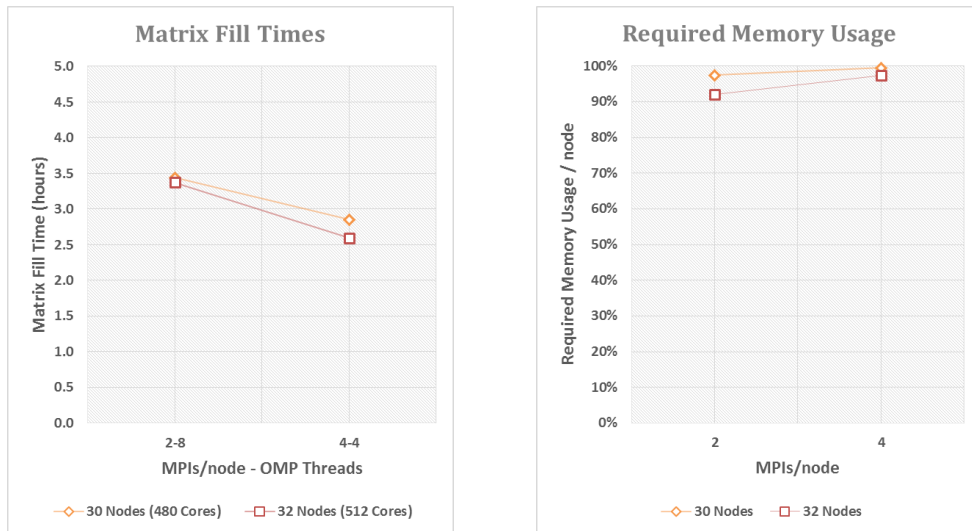 Matrix Fill Times
5.0
4.5
4.0
3.5
3.0
2.5
2.0
1.5
1.0
0.5
0.0
Matrix Fill Time (hours)
2-8
4-4
MPIs/node - OMP Threads
30 Nodes (480 Cores)
32 Nodes (512 Cores)
Required Memory Usage
100%
90%
80%
70%
60%
50%
40%
30%
20%
10%
0%
Required Memory Usage / node
2
4
MPIs/node
30 Nodes
32 Nodes